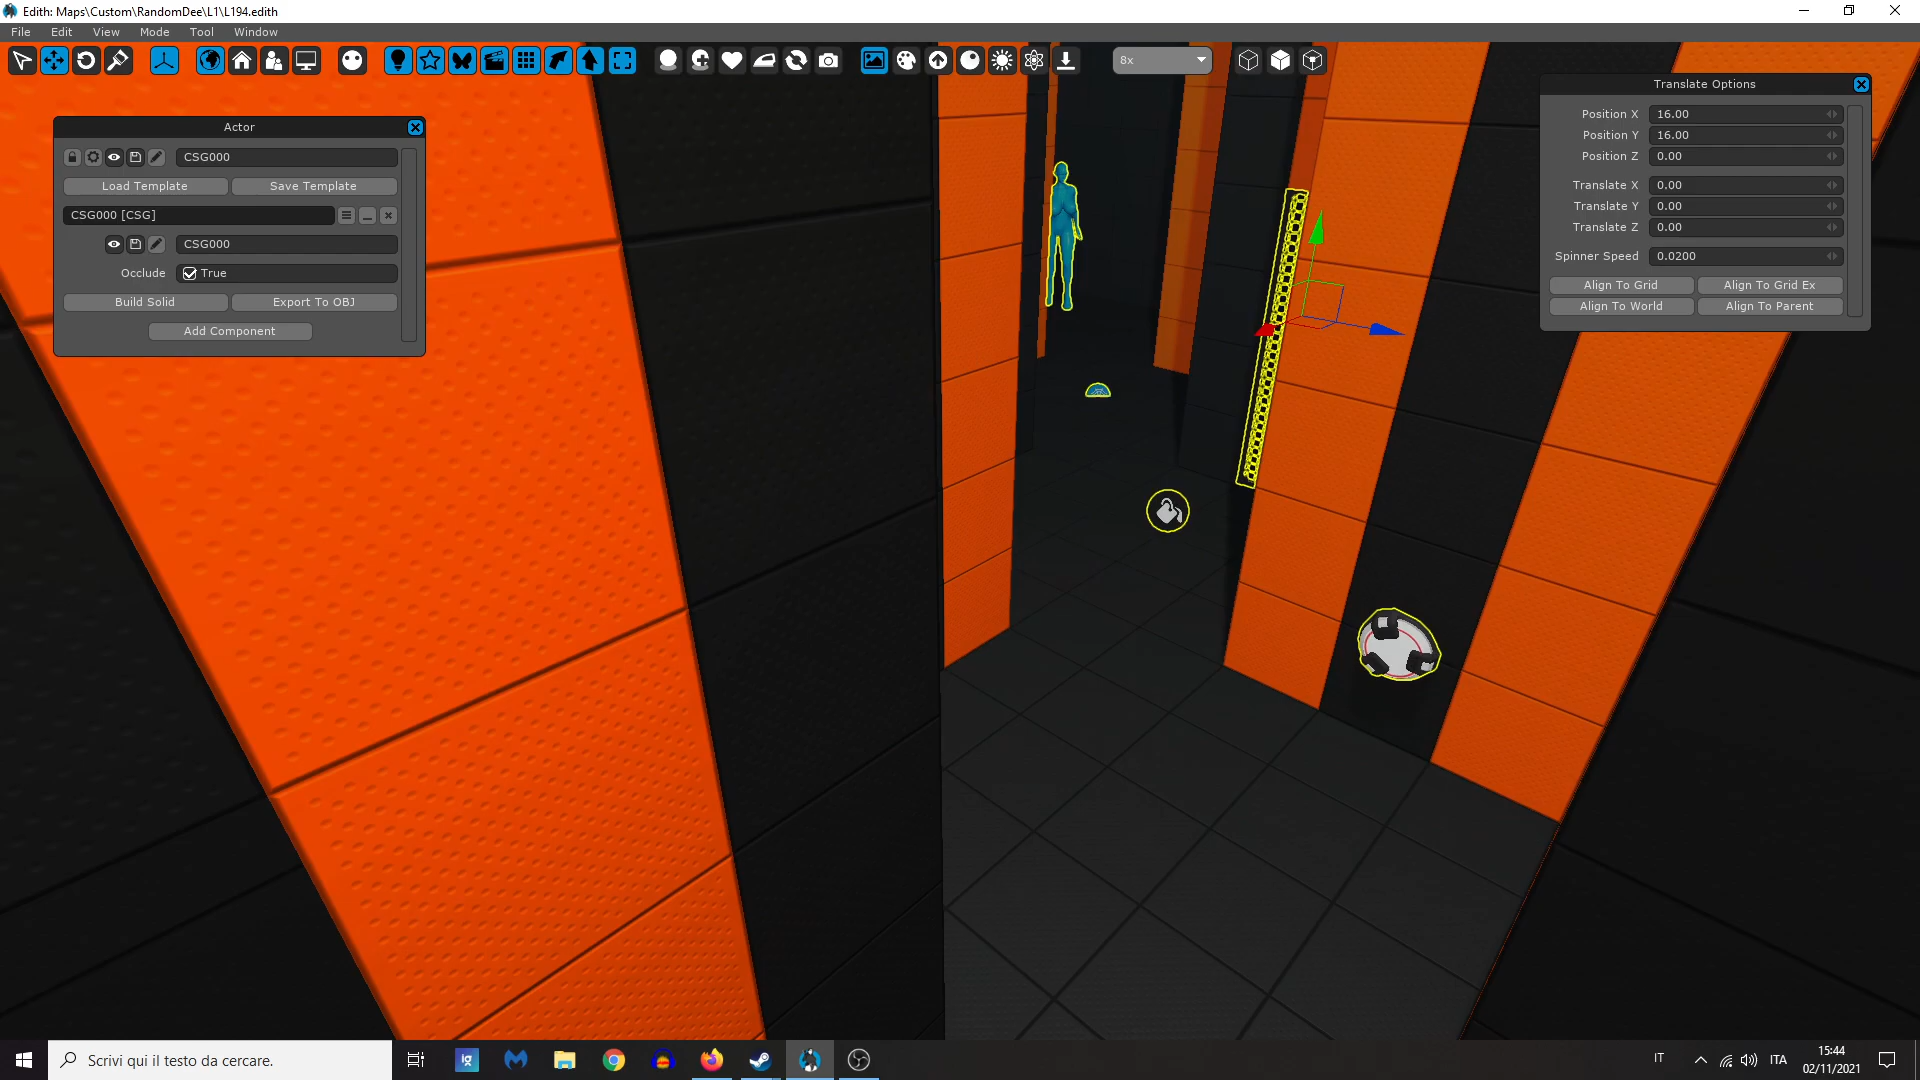 Edith: Maps\Custom\RandomDee\L1\L194.edith
File Edit View Mode Tool Window
8x
Actor
CSG000
Load Template Save Template
CSG000 [CSG]
CSG000
Occlude True
Build Solid Export To OBJ
Add Component
Translate Options
Position X 16.00
Position Y 16.00
Position Z 0.00
Translate X 0.00
Translate Y 0.00
Translate Z 0.00
Spinner Speed 0.0200
Align To Grid Align To Grid Ex
Align To World Align To Parent
Scrivi qui il testo da cercare.
IT
ITA
15:44
02/11/2021